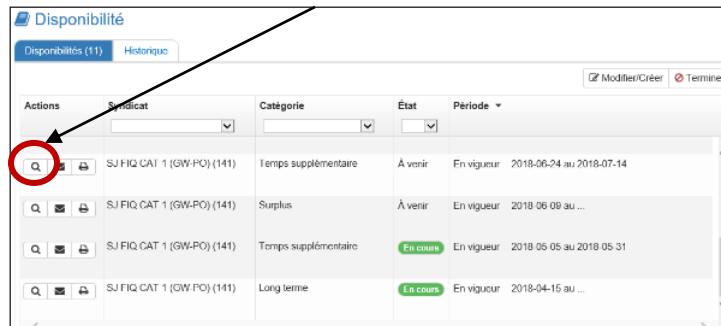 Disponibilité
Disponibilités (11) Historique
Modifier/Créer Termine
Actions Syndicat Catégorie État Période
SJ FIQ CAT 1 (GW-PO) (141) Temps supplémentaire À venir En vigueur 2018-06-24 au 2018-07-14
SJ FIQ CAT 1 (GW-PO) (141) Surplus À venir En vigueur 2018-06-09 au ...
SJ FIQ CAT 1 (GW-PO) (141) Temps supplémentaire En cours En vigueur 2018-05-05 au 2018-05-31
SJ FIQ CAT 1 (GW-PO) (141) Long terme En cours En vigueur 2018-04-15 au ...